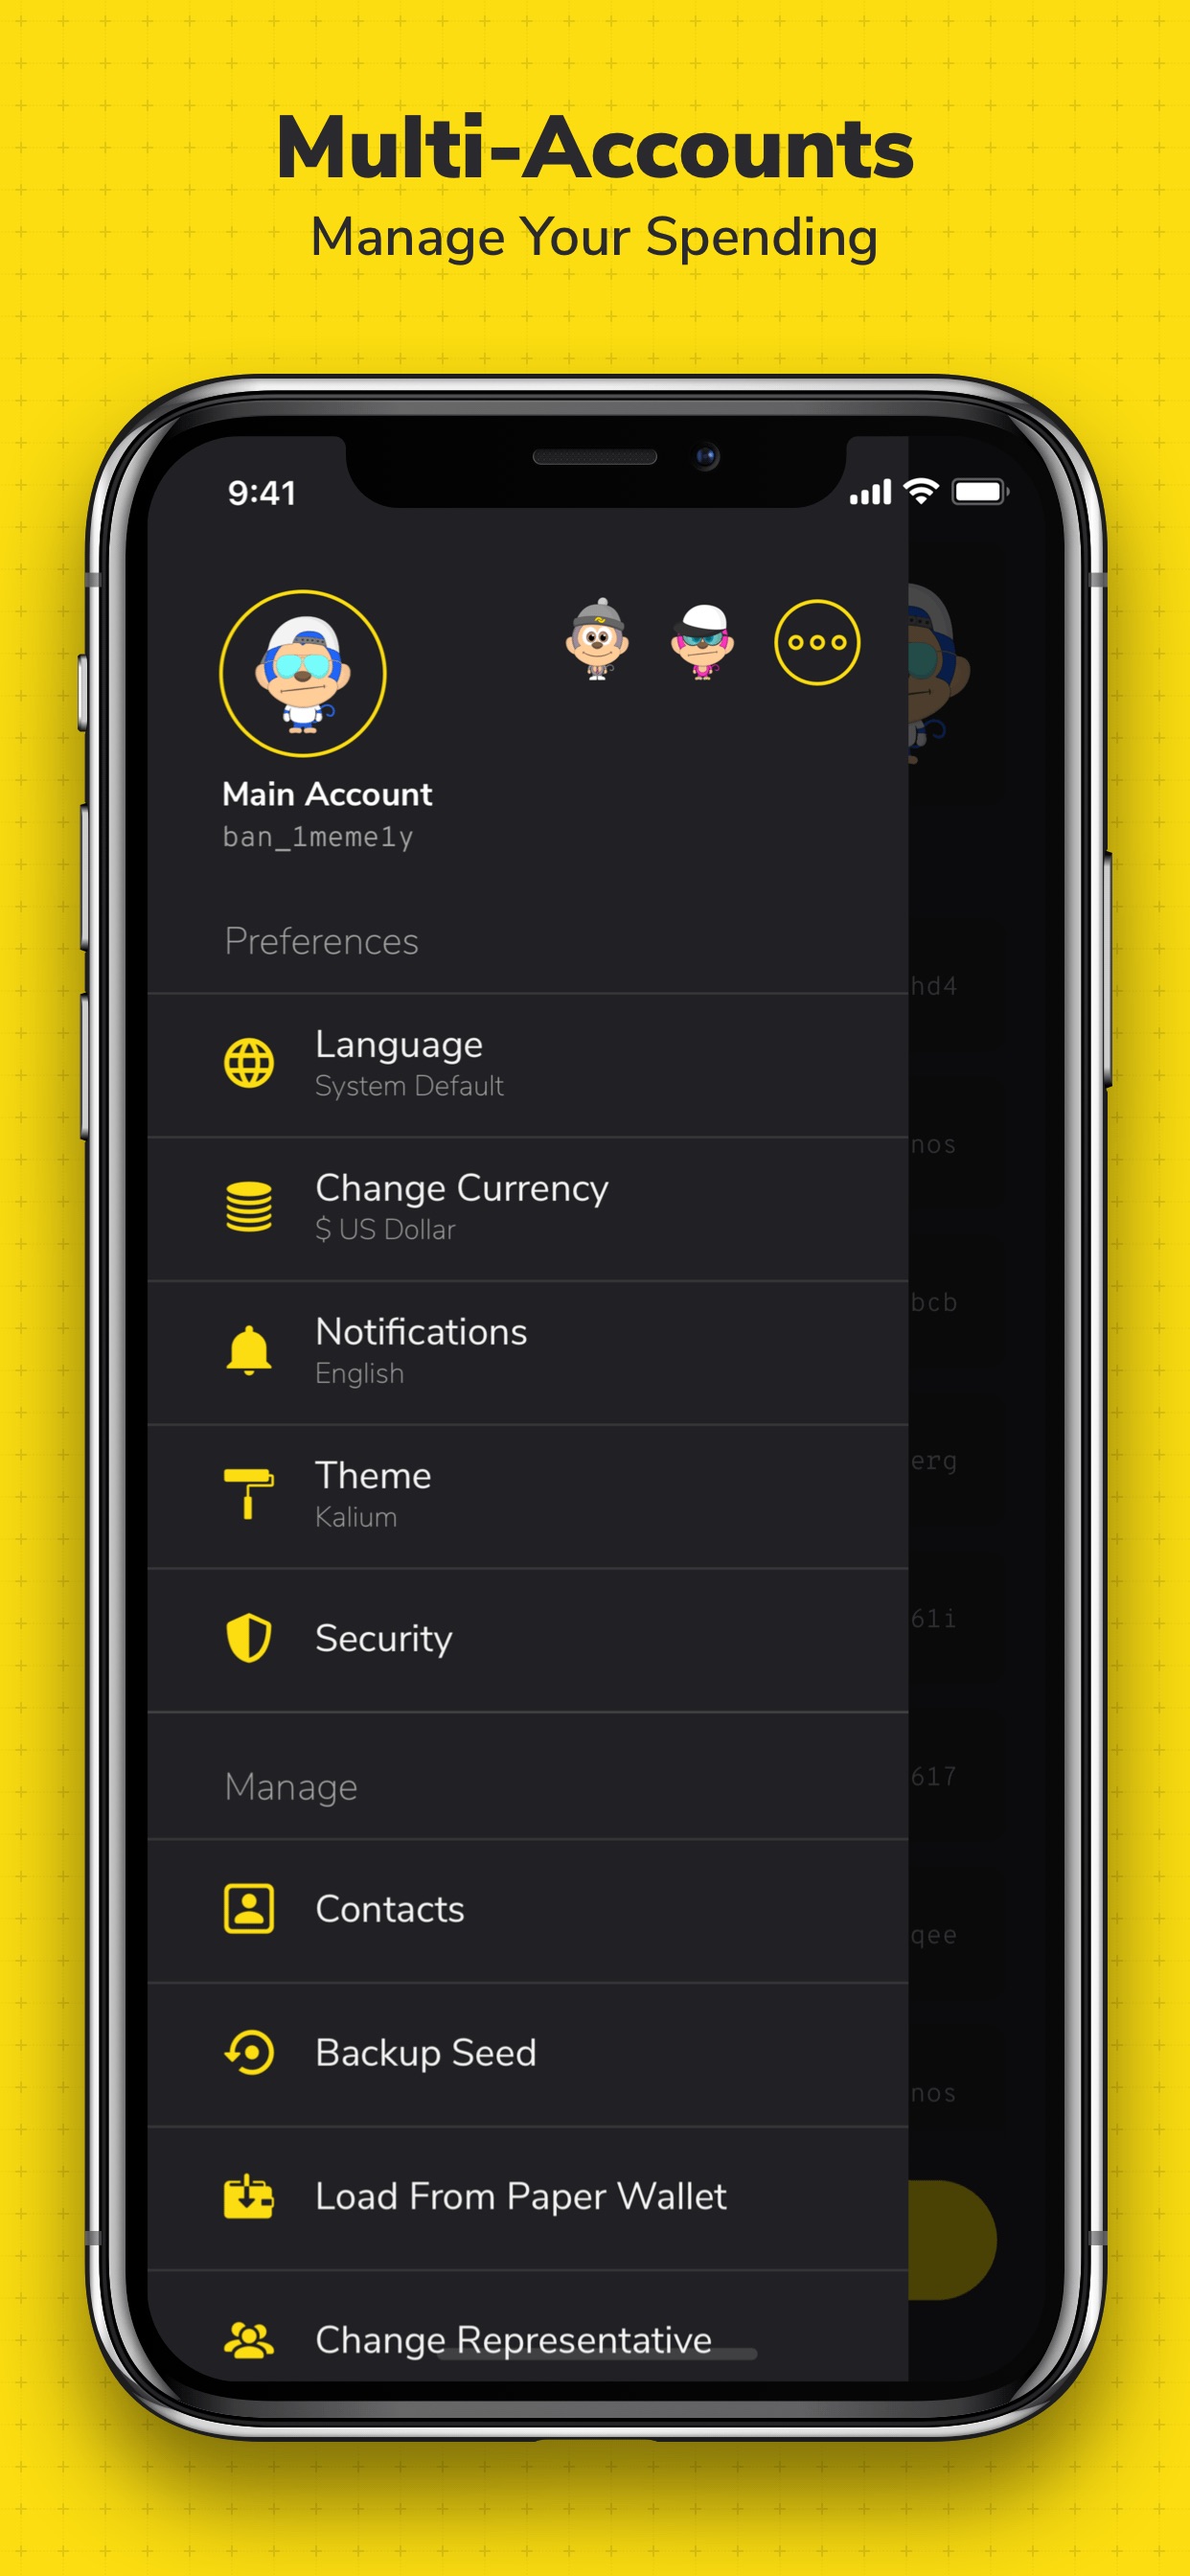 Multi-Accounts
Manage Your Spending
9:41
Main Account
ban_1meme1y
Preferences
hd4
Language
System Default
nos
Change Currency
$ US Dollar
bcb
Notifications
English
erg
Theme
Kalium
61i
Security
617
Manage
Contacts
qee
Backup Seed
nos
Load From Paper Wallet
Change Representative